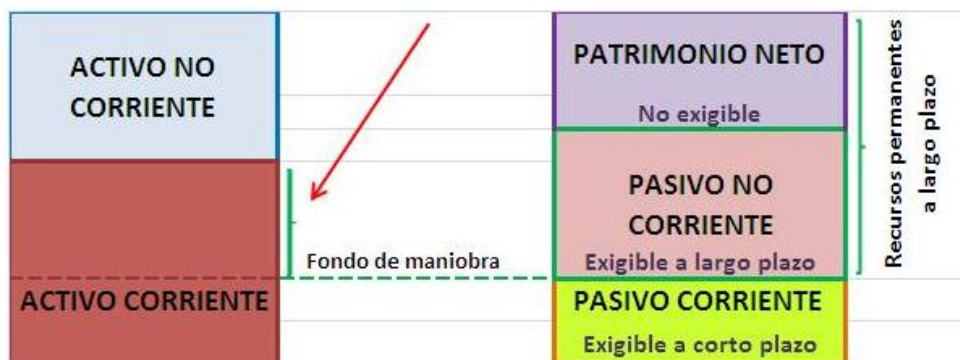 ACTIVO NO
CORRIENTE
ACTIVO CORRIENTE
Fondo de maniobra
PATRIMONIO NETO
No exigible
PASIVO NO
CORRIENTE
Exigible a largo plazo
PASIVO CORRIENTE
Exigible a corto plazo
Recursos permanentes
a largo plazo